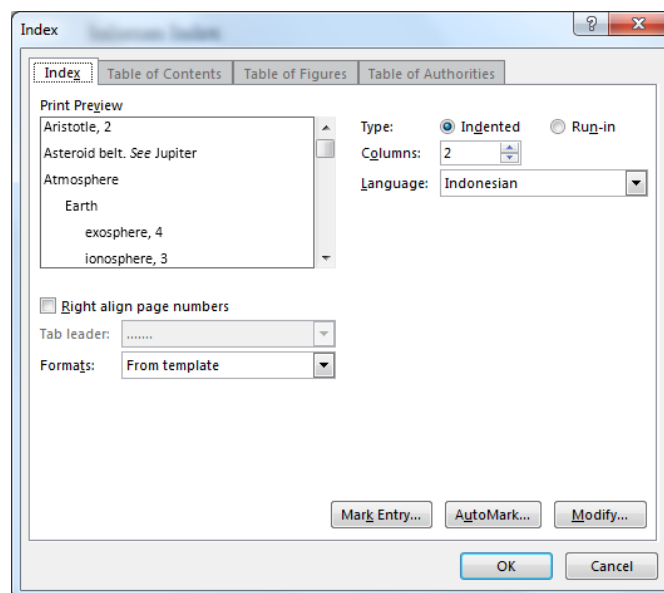 Index
Index Table of Contents Table of Figures Table of Authorities
Print Preview
Aristotle, 2
Asteroid belt. See Jupiter
Atmosphere
Earth
exosphere, 4
ionosphere, 3
Type: Indented Run-in
Columns: 2
Language: Indonesian
Right align page numbers
Tab leader: .......
Formats: From template
Mark Entry... AutoMark... Modify...
OK Cancel